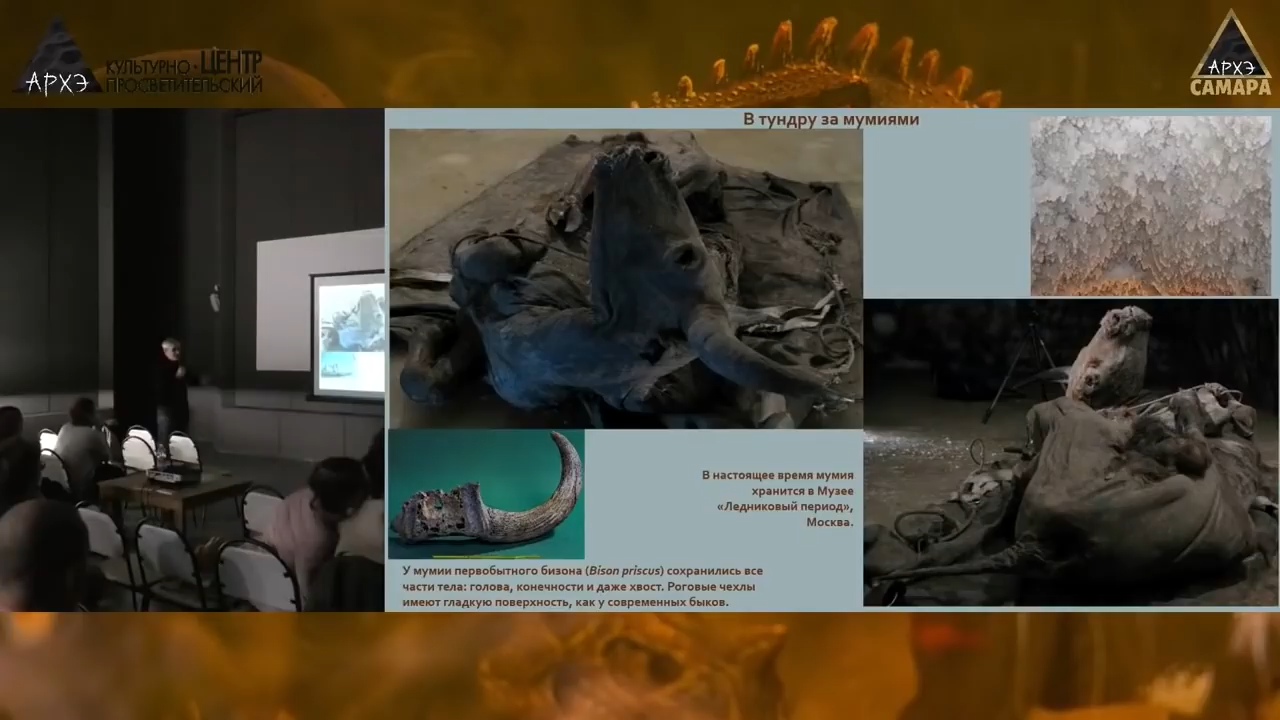 АРХЭ
КУЛЬТУРНО-ЦЕНТР
ПРОСВЕТИТЕЛЬСКИЙ
АРХЭ
САМАРА
В тундру за мумиями
В настоящее время мумия
хранится в Музее
«Ледниковый период»,
Москва.
У мумии первобытного бизона (Bison priscus) сохранились все
части тела: голова, конечности и даже хвост. Роговые чехлы
имеют гладкую поверхность, как у современных быков.